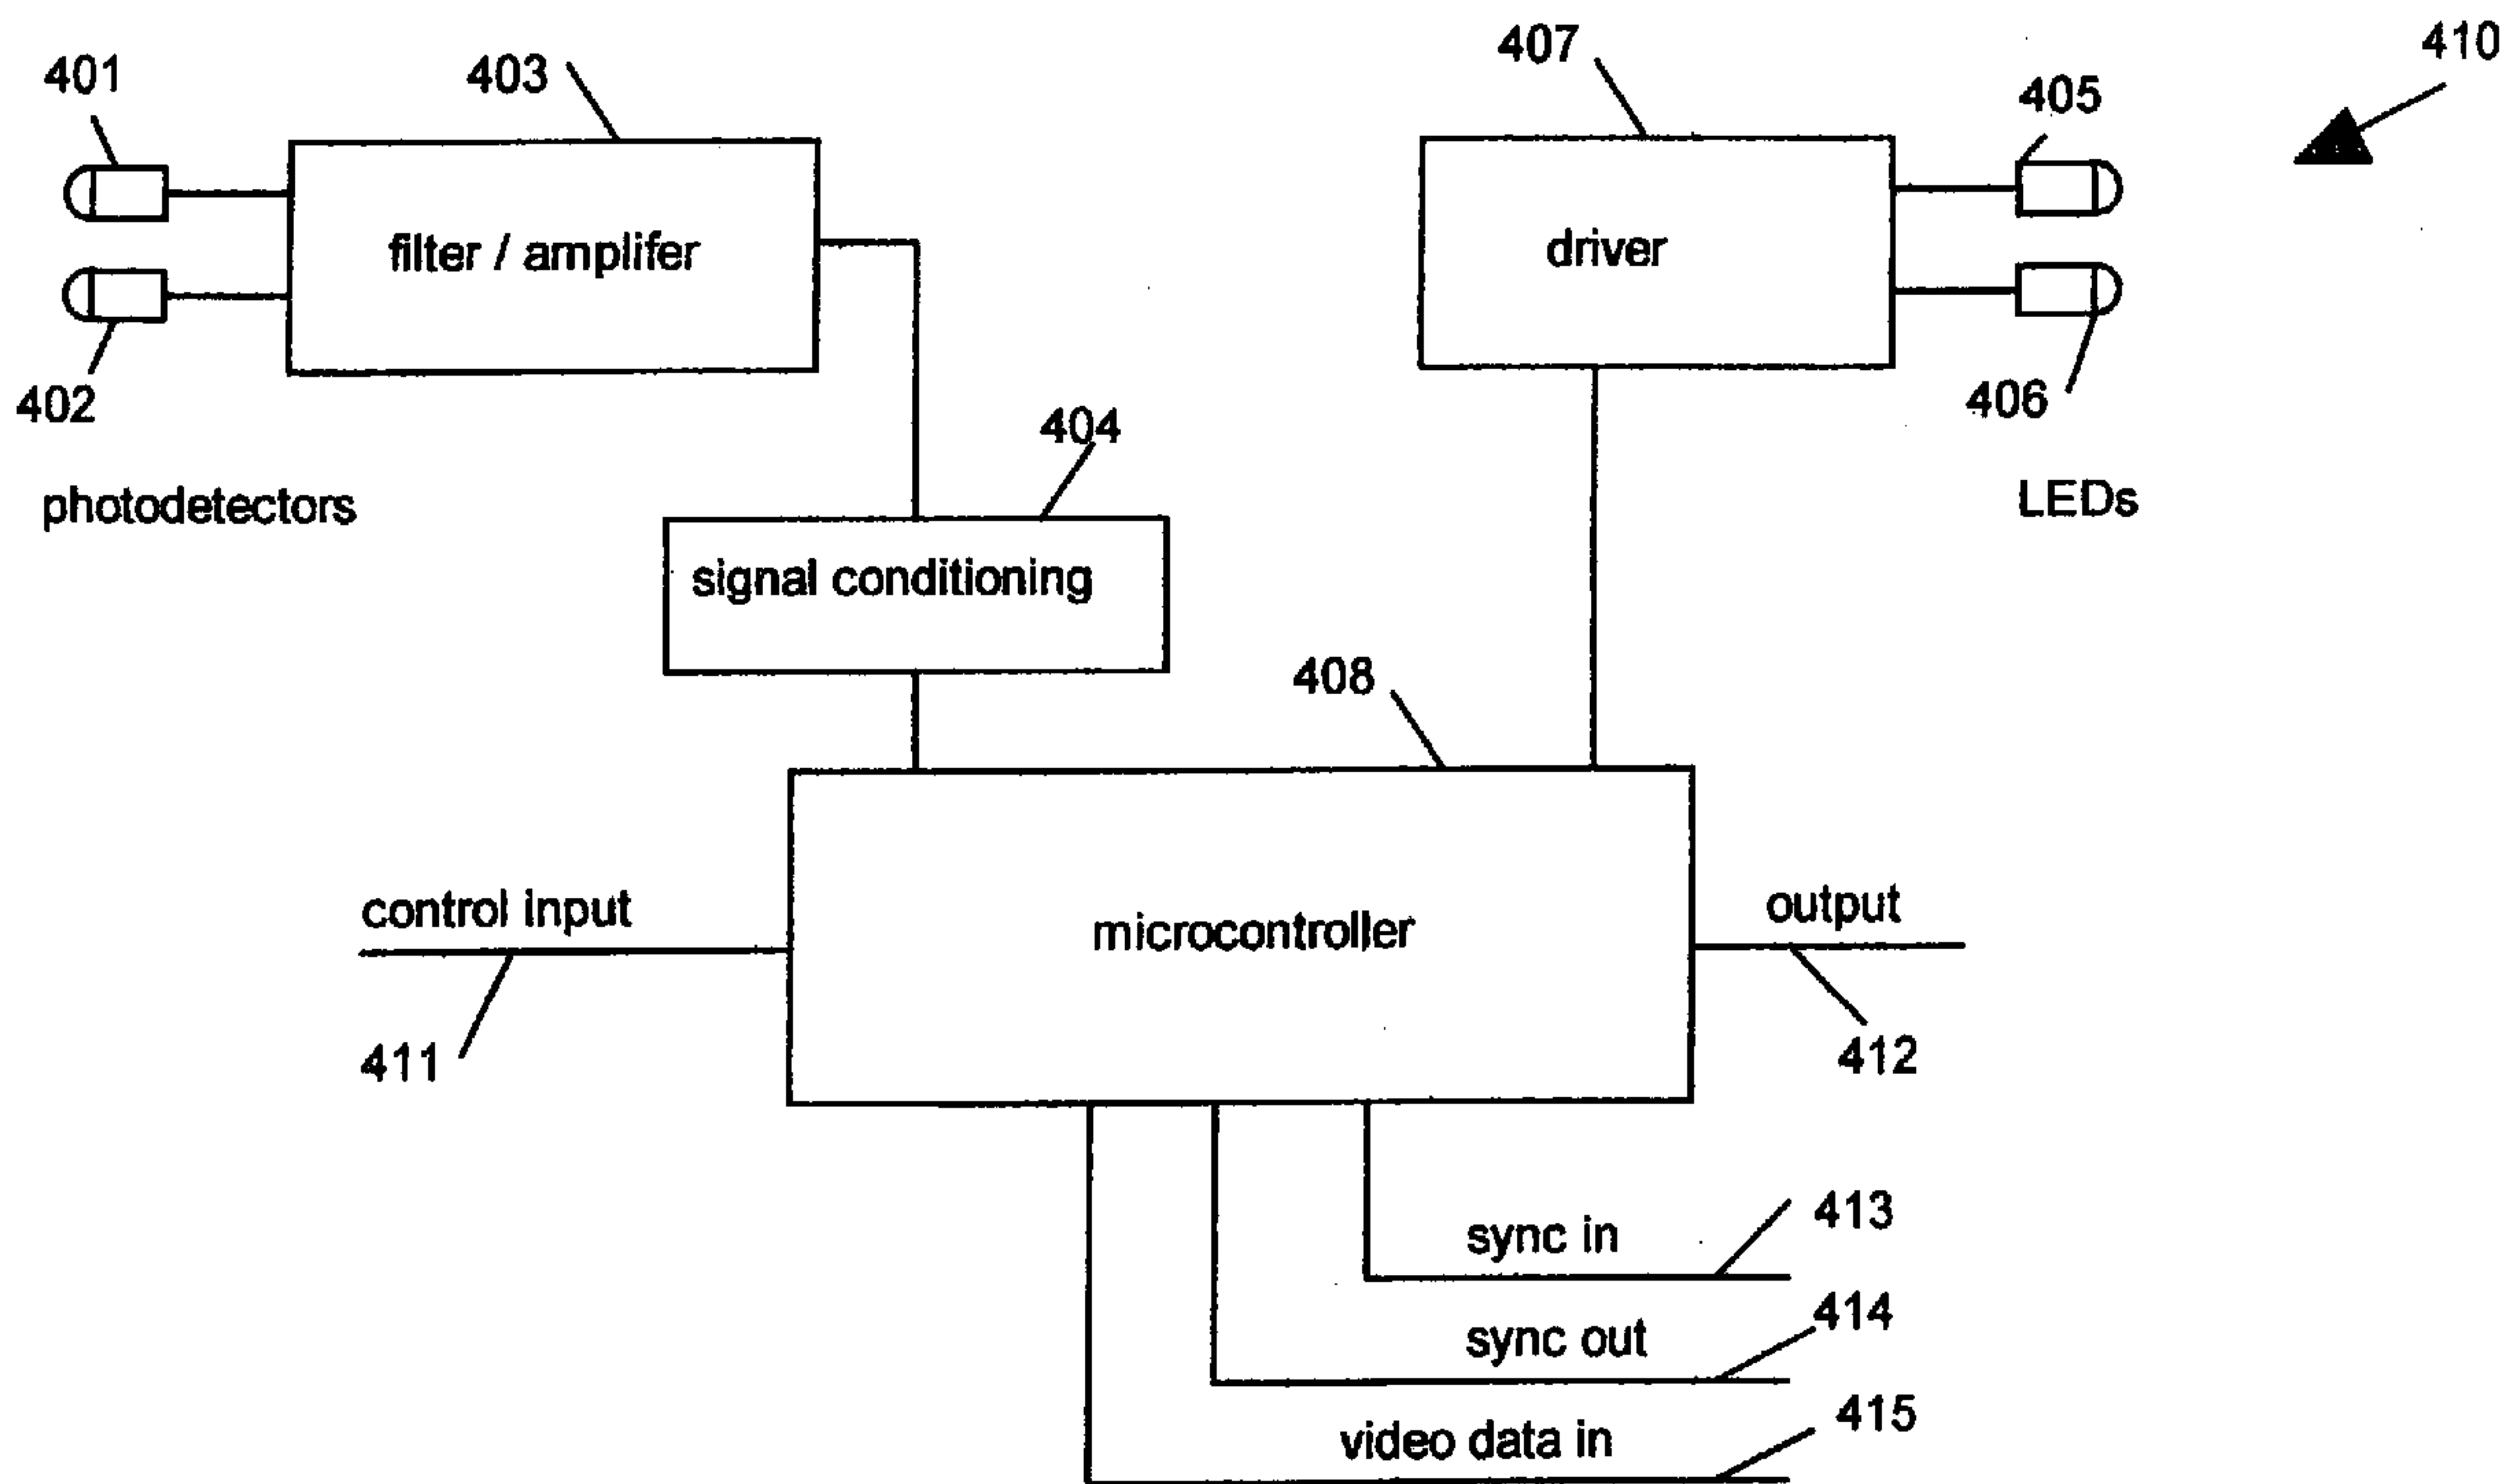 410
407
401
403
405
filter / amplifer
driver
402
406
404
photodetectors
LEDs
signal conditioning
408
control input
microcontroller
output
411
412
sync in
413
sync out
414
video data in
415